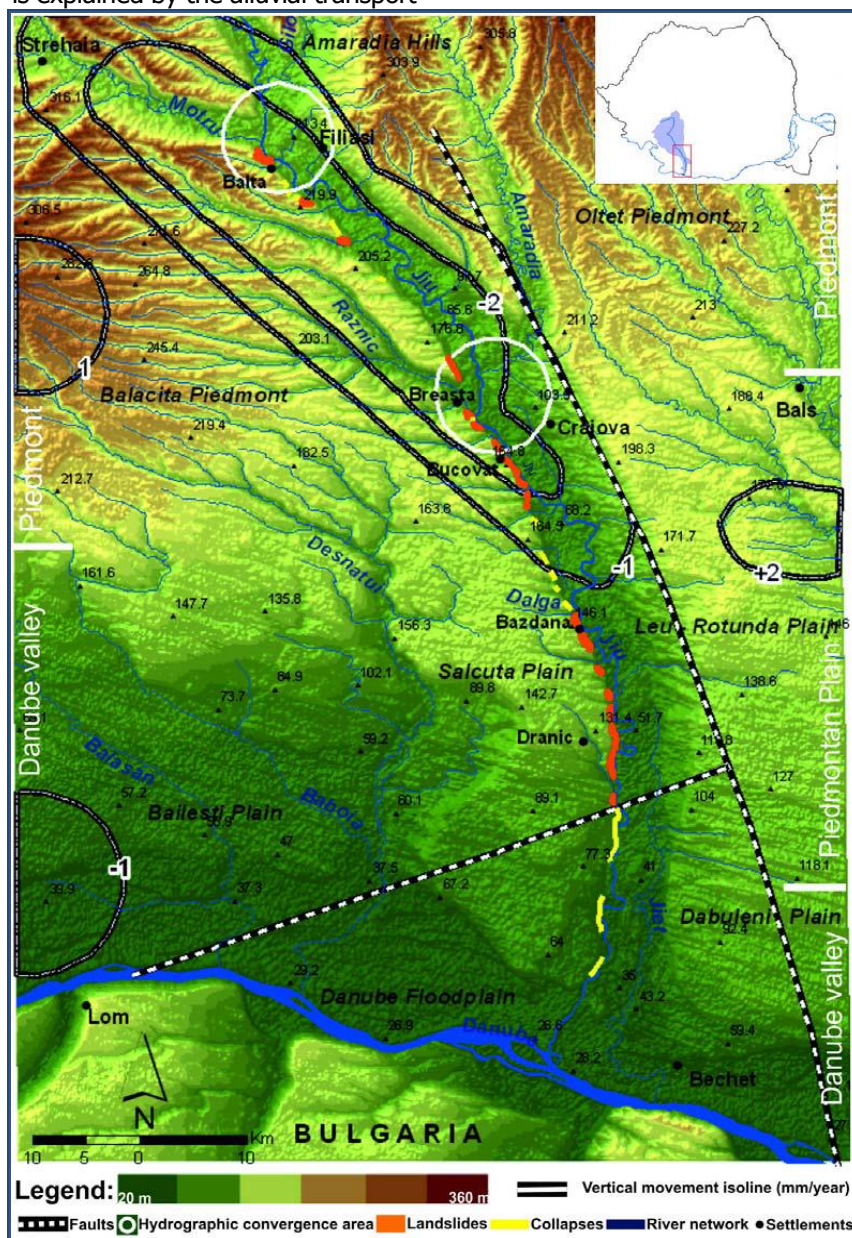 is explained by the alluvial transport
Strehaia
Amaradia Hills
305.8
303.9
316.1
Motru
Filiasi
Balta
219.9
Amaradia
Oltet Piedmont
227.2
Piedmont
306.5
264.8
205.2
Jiu
-2
213
Raznic
176.8
211.2
203.1
1
245.4
Balacita Piedmont
Breasta
188.4
Bals
219.4
Craiova
182.5
Bucovat
198.3
212.7
Piedmont
163.8
164.5
68.2
171.7
Desnatui
-1
+2
161.6
147.7
135.8
Dalga
146.1
Bazdana
Leu - Rotunda Plain
156.3
Jiu
Salcuta Plain
102.1
84.9
89.8
142.7
138.6
73.7
Danube valley
Piedmontan Plain
131.4
51.7
Dranic
59.2
Balasan
127
57.2
Baboia
Bailesti Plain
60.1
89.1
104
47
77.3
-1
37.5
118.1
39.9
37.3
67.2
41
Jiet
Dabuleni Plain
92.4
64
29.2
35
Danube Floodplain
43.2
Lom
Danube
26.9
26.6
59.4
28.2
Bechet
Danube valley
N
BULGARIA
10 5 0 10 Km
Legend:
20 m
360 m
Vertical movement isoline (mm/year)
Faults
Hydrographic convergence area
Landslides
Collapses
River network
Settlements